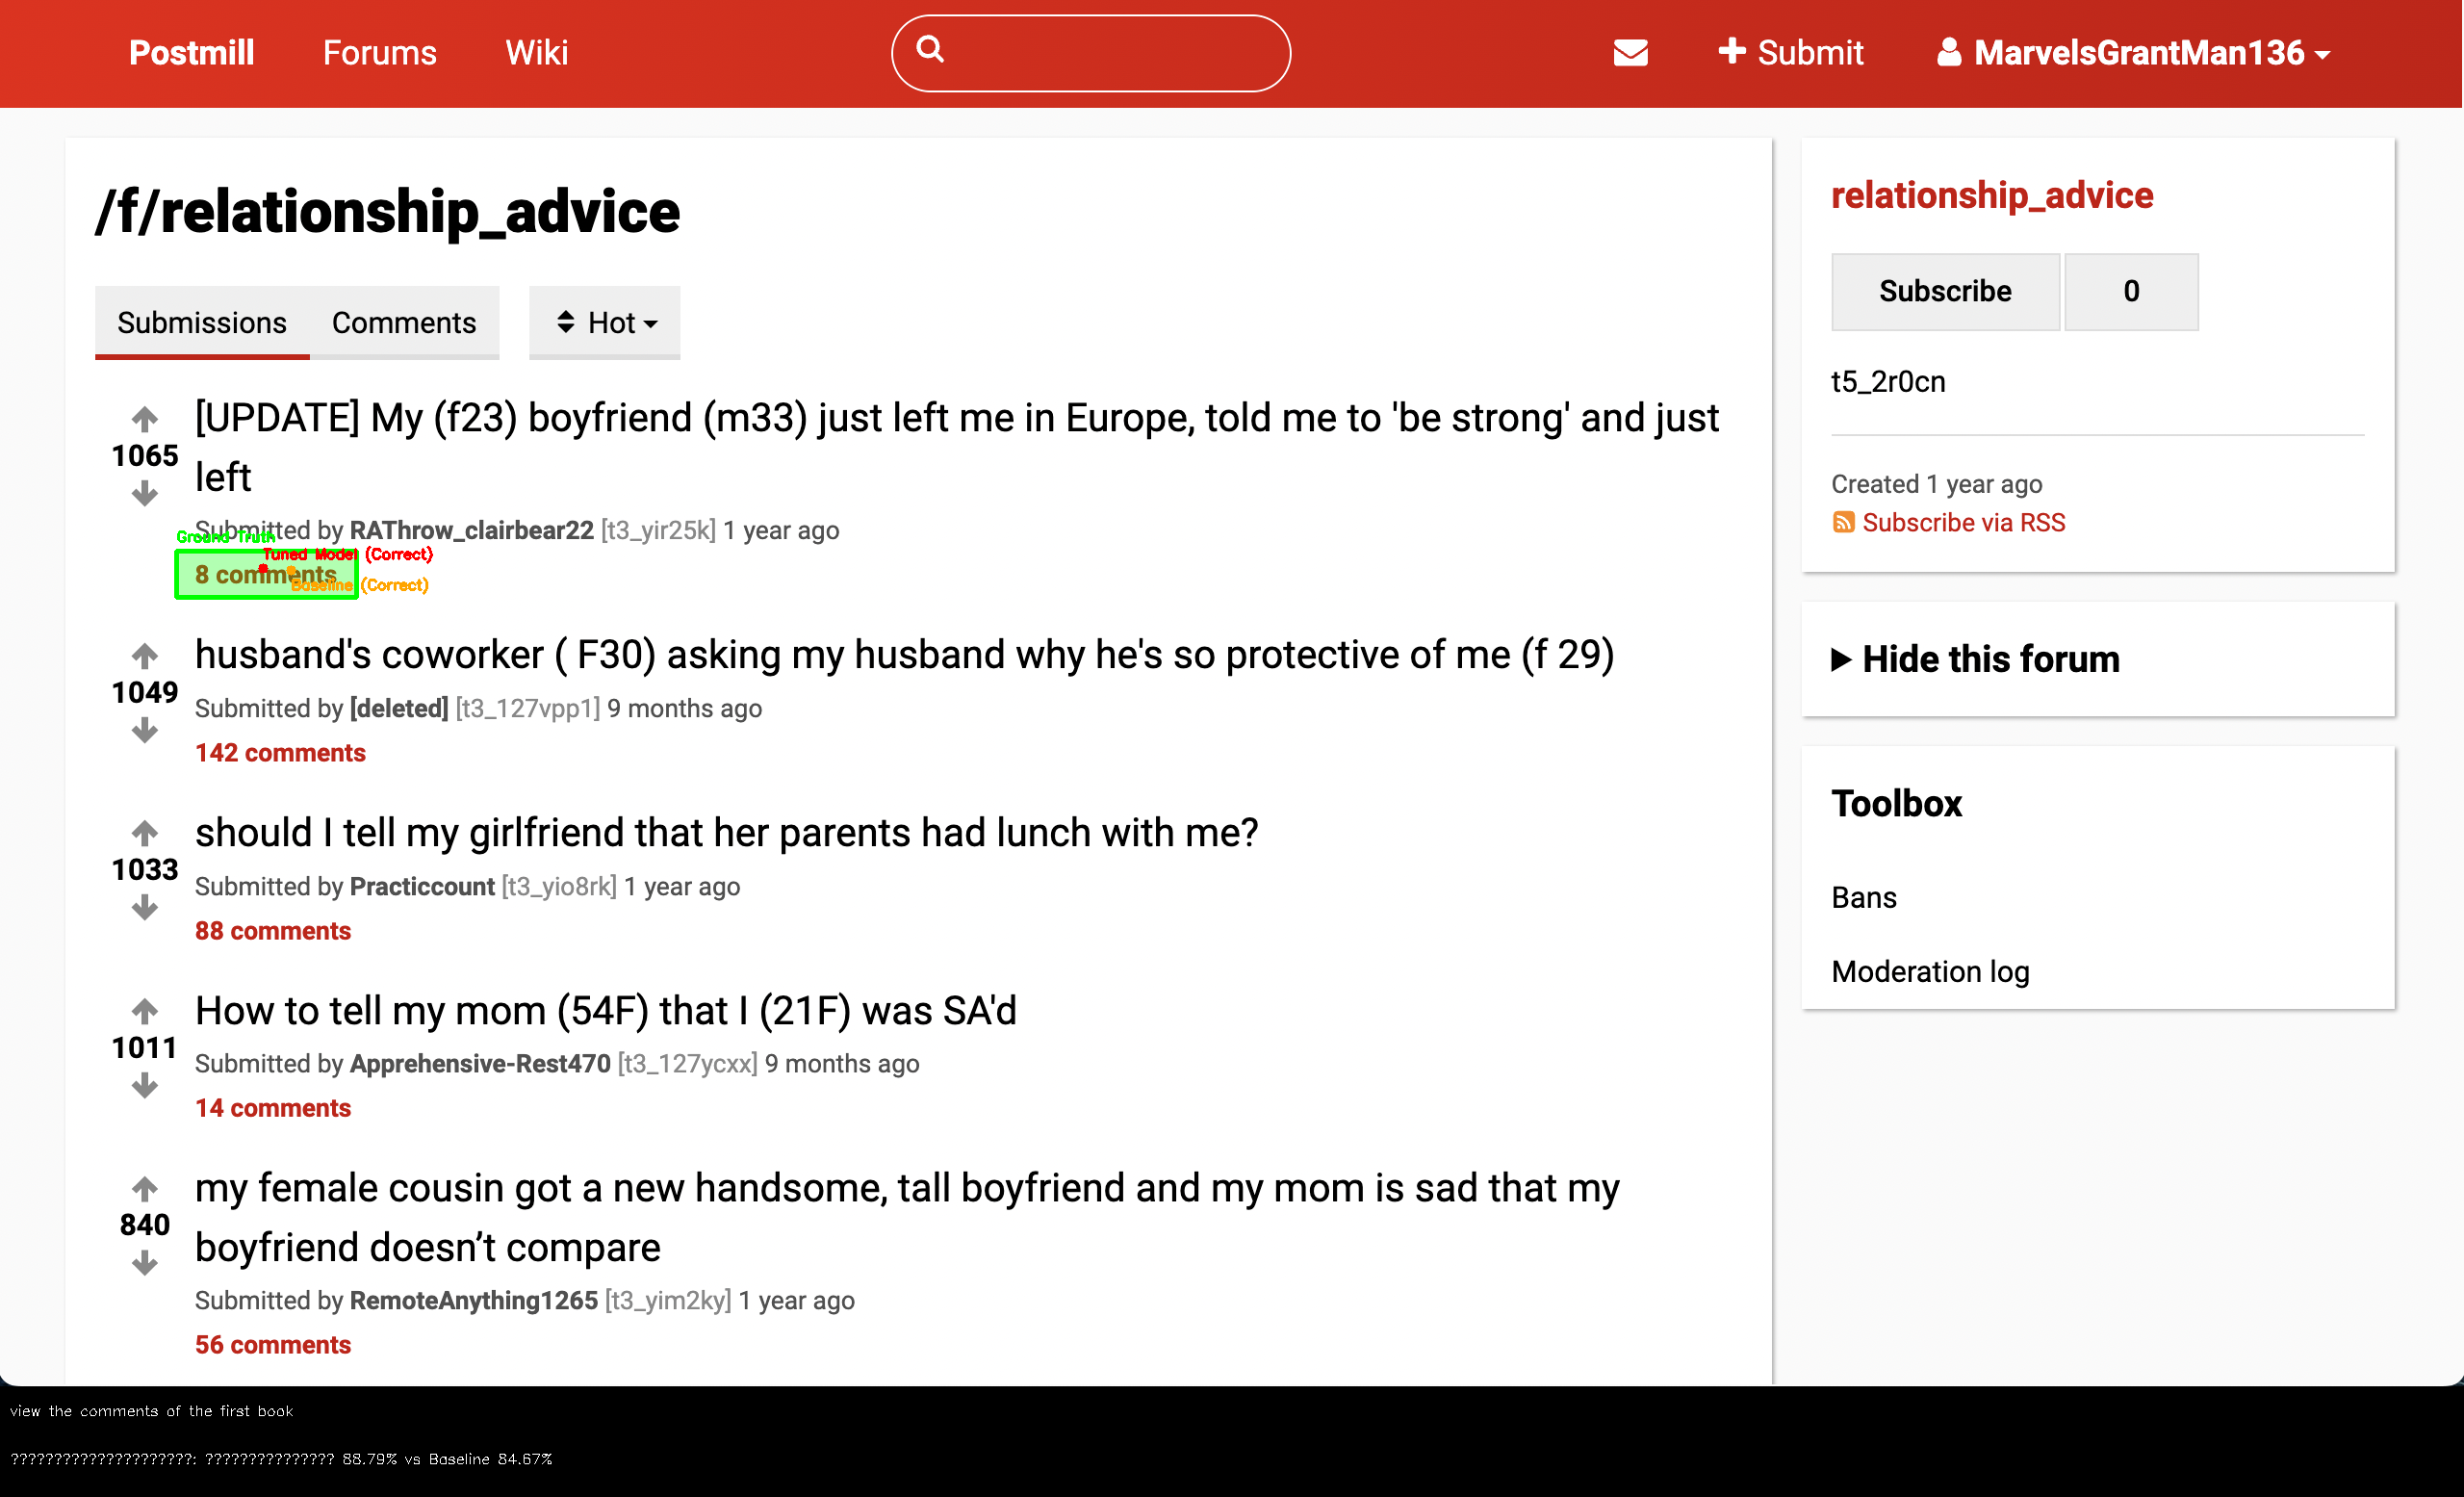 Postmill Forums Wiki Submit MarvelsGrantMan136
/f/relationship_advice
Submissions Comments Hot
[UPDATE] My (f23) boyfriend (m33) just left me in Europe, told me to 'be strong' and just
left
1065
Submitted by RAThrow_clairbear22 [t3_yir25k] 1 year ago
Ground Truth
Tuned Model (Correct)
8 comments
Baseline (Correct)
husband's coworker ( F30) asking my husband why he's so protective of me (f 29)
1049
Submitted by [deleted] [t3_127vpp1] 9 months ago
142 comments
should I tell my girlfriend that her parents had lunch with me?
1033
Submitted by Practiccount [t3_yio8rk] 1 year ago
88 comments
How to tell my mom (54F) that I (21F) was SA'd
1011
Submitted by Apprehensive-Rest470 [t3_127ycxx] 9 months ago
14 comments
my female cousin got a new handsome, tall boyfriend and my mom is sad that my
boyfriend doesn’t compare
840
Submitted by RemoteAnything1265 [t3_yim2ky] 1 year ago
56 comments
relationship_advice
Subscribe 0
t5_2r0cn
Created 1 year ago
Subscribe via RSS
Hide this forum
Toolbox
Bans
Moderation log
view the comments of the first book
?????????????????????: ??????????????? 88.79% vs Baseline 84.67%